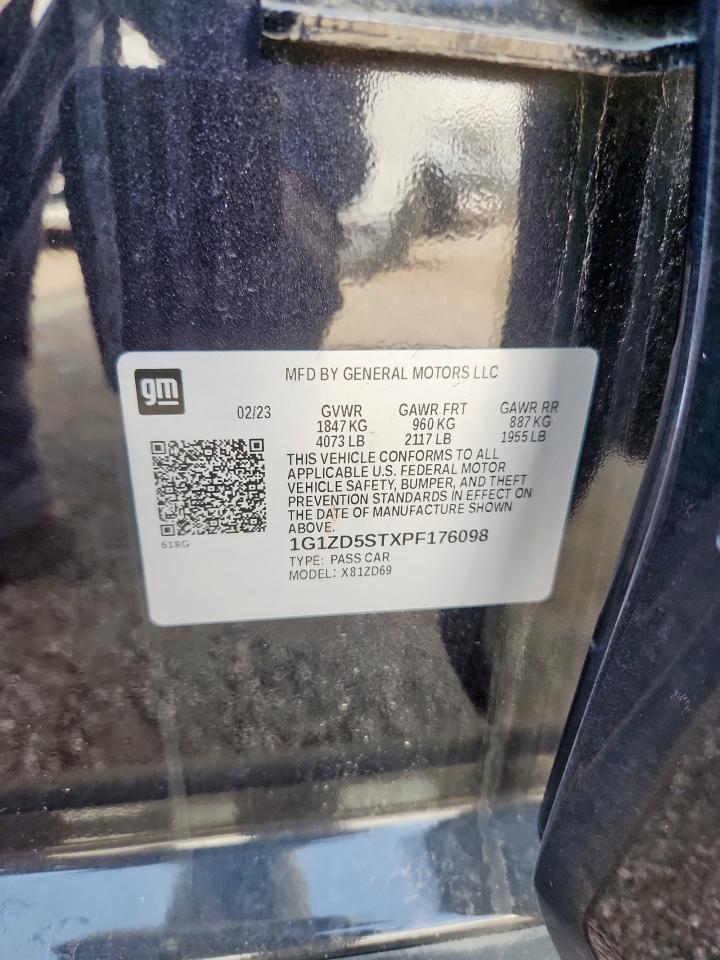 gm
MFD BY GENERAL MOTORS LLC
02/23
GVWR
1847 KG
4073 LB
GAWR FRT
960 KG
2117 LB
GAWR RR
887 KG
1955 LB
THIS VEHICLE CONFORMS TO ALL
APPLICABLE U.S. FEDERAL MOTOR
VEHICLE SAFETY, BUMPER, AND THEFT
PREVENTION STANDARDS IN EFFECT ON
THE DATE OF MANUFACTURE SHOWN
ABOVE.
618G
1G1ZD5STXPF176098
TYPE: PASS CAR
MODEL: X81ZD69